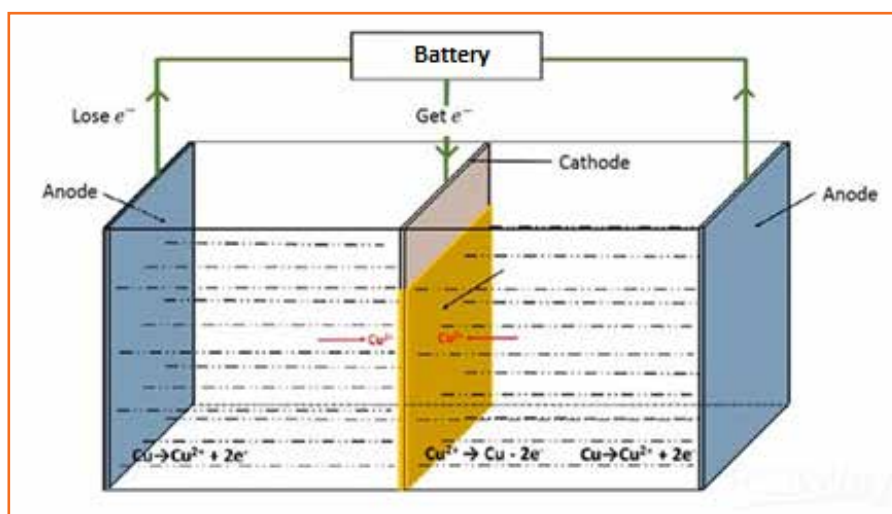 Battery
Lose e⁻
Get e⁻
Cathode
Anode
Anode
Cu²⁺
Cu²⁺
Cu→Cu²⁺ + 2e⁻
Cu²⁺ → Cu - 2e⁻
Cu→Cu²⁺ + 2e⁻